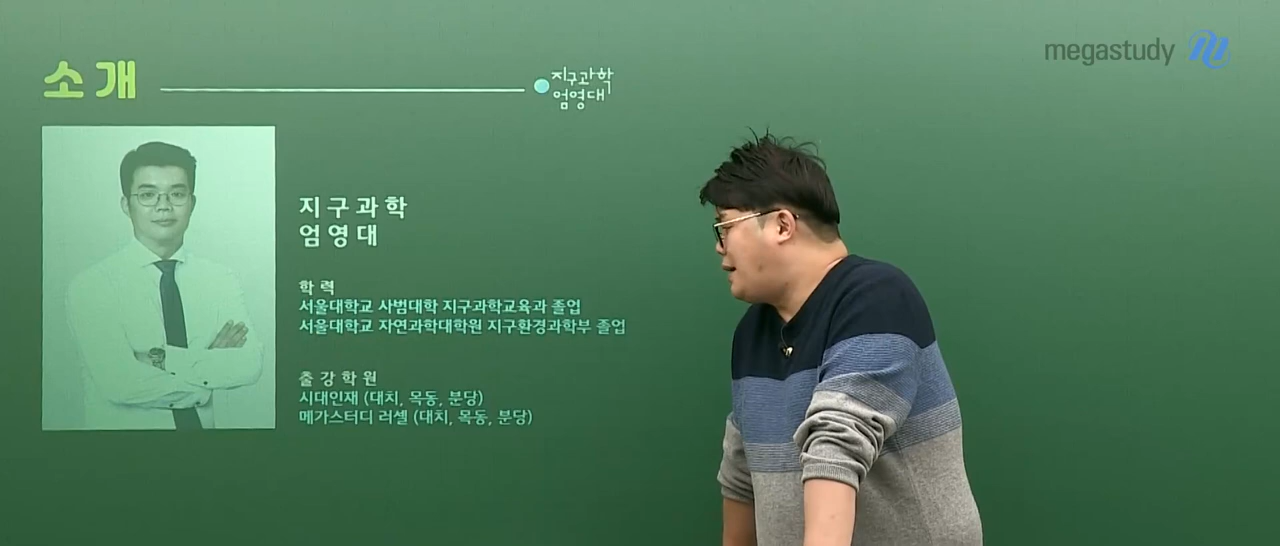 megastudy
소개
지구과학
엄영대
지구과학
엄영대
학력
서울대학교 사범대학 지구과학교육과 졸업
서울대학교 자연과학대학원 지구환경과학부 졸업
출강학원
시대인재 (대치, 목동, 분당)
메가스터디 러셀 (대치, 목동, 분당)